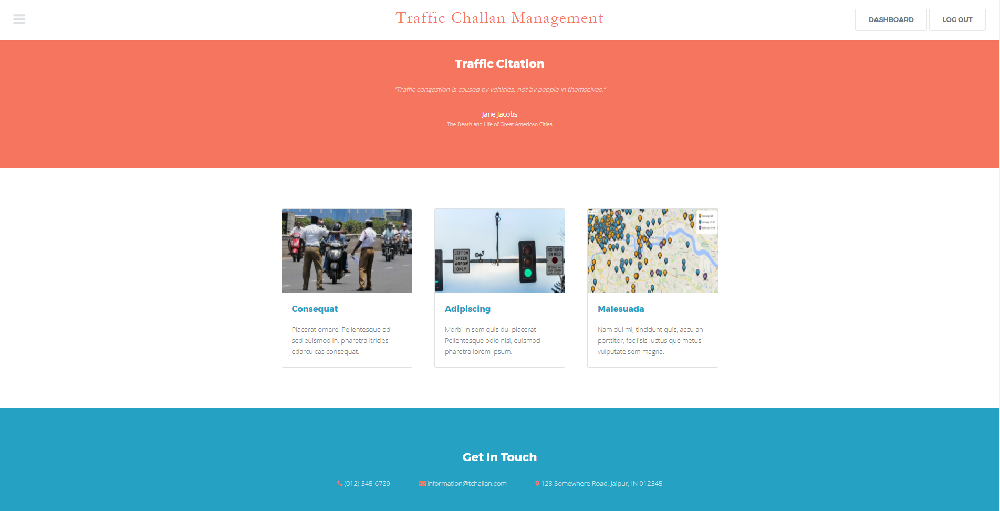 Traffic Challan Management
DASHBOARD
LOG OUT
Traffic Citation
“Traffic congestion is caused by vehicles, not by people in themselves.”
Jane Jacobs
The Death and Life of Great American Cities
LEFT ON
GREEN
ARROW
ONLY
NO TURN
ON RED
Consequat
Placerat ornare. Pellentesque od
sed euismod in, pharetra ltricies
edarcu cas consequat.
Adipiscing
Morbi in sem quis dui placerat
Pellentesque odio nisi, euismod
pharetra lorem ipsum.
Malesuada
Nam dui mi, tincidunt quis, accu an
porttitor, facilisis luctus que metus
vulputate sem magna.
Get In Touch
(012) 345-6789
information@tchallan.com
123 Somewhere Road, Jaipur, IN 012345